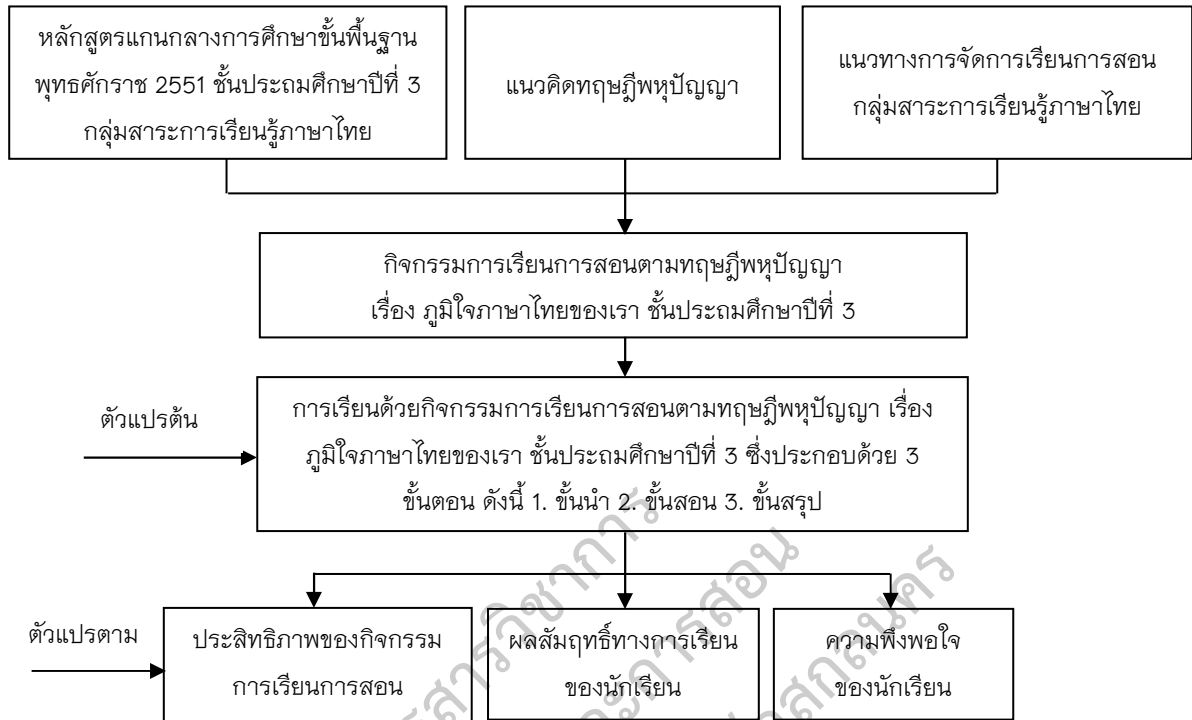 หลักสูตรแกนกลางการศึกษาขั้นพื้นฐาน
พุทธศักราช 2551 ชั้นประถมศึกษาปีที่ 3
กลุ่มสาระการเรียนรู้ภาษาไทย
แนวคิดทฤษฎีพหุปัญญา
แนวทางการจัดการเรียนการสอน
กลุ่มสาระการเรียนรู้ภาษาไทย
กิจกรรมการเรียนการสอนตามทฤษฎีพหุปัญญา
เรื่อง ภูมิใจภาษาไทยของเรา ชั้นประถมศึกษาปีที่ 3
ตัวแปรต้น
การเรียนด้วยกิจกรรมการเรียนการสอนตามทฤษฎีพหุปัญญา เรื่อง
ภูมิใจภาษาไทยของเรา ชั้นประถมศึกษาปีที่ 3 ซึ่งประกอบด้วย 3
ขั้นตอน ดังนี้ 1. ขั้นนำ 2. ขั้นสอน 3. ขั้นสรุป
ตัวแปรตาม
ประสิทธิภาพของกิจกรรม
การเรียนการสอน
ผลสัมฤทธิ์ทางการเรียน
ของนักเรียน
ความพึงพอใจ
ของนักเรียน